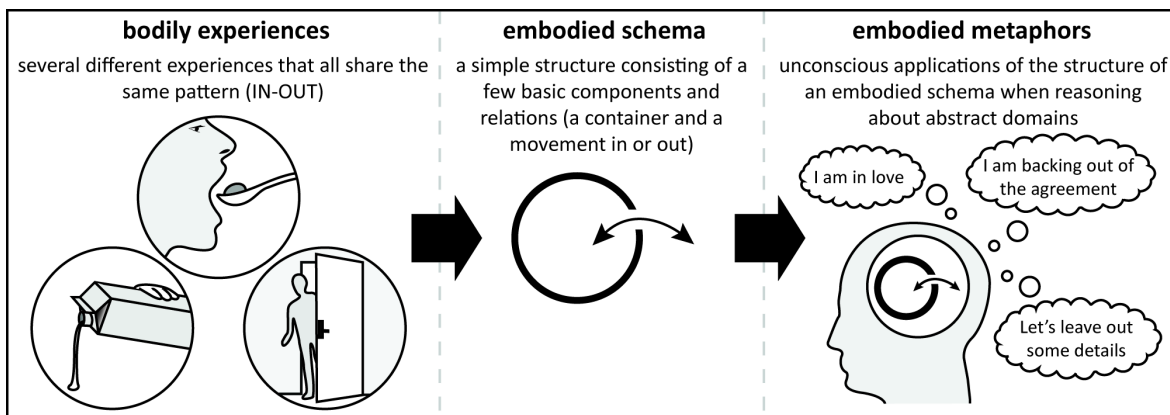 bodily experiences
several different experiences that all share the
same pattern (IN-OUT)
embodied schema
a simple structure consisting of a
few basic components and
relations (a container and a
movement in or out)
embodied metaphors
unconscious applications of the structure of
an embodied schema when reasoning
about abstract domains
I am in love
I am backing out of
the agreement
Let's leave out
some details